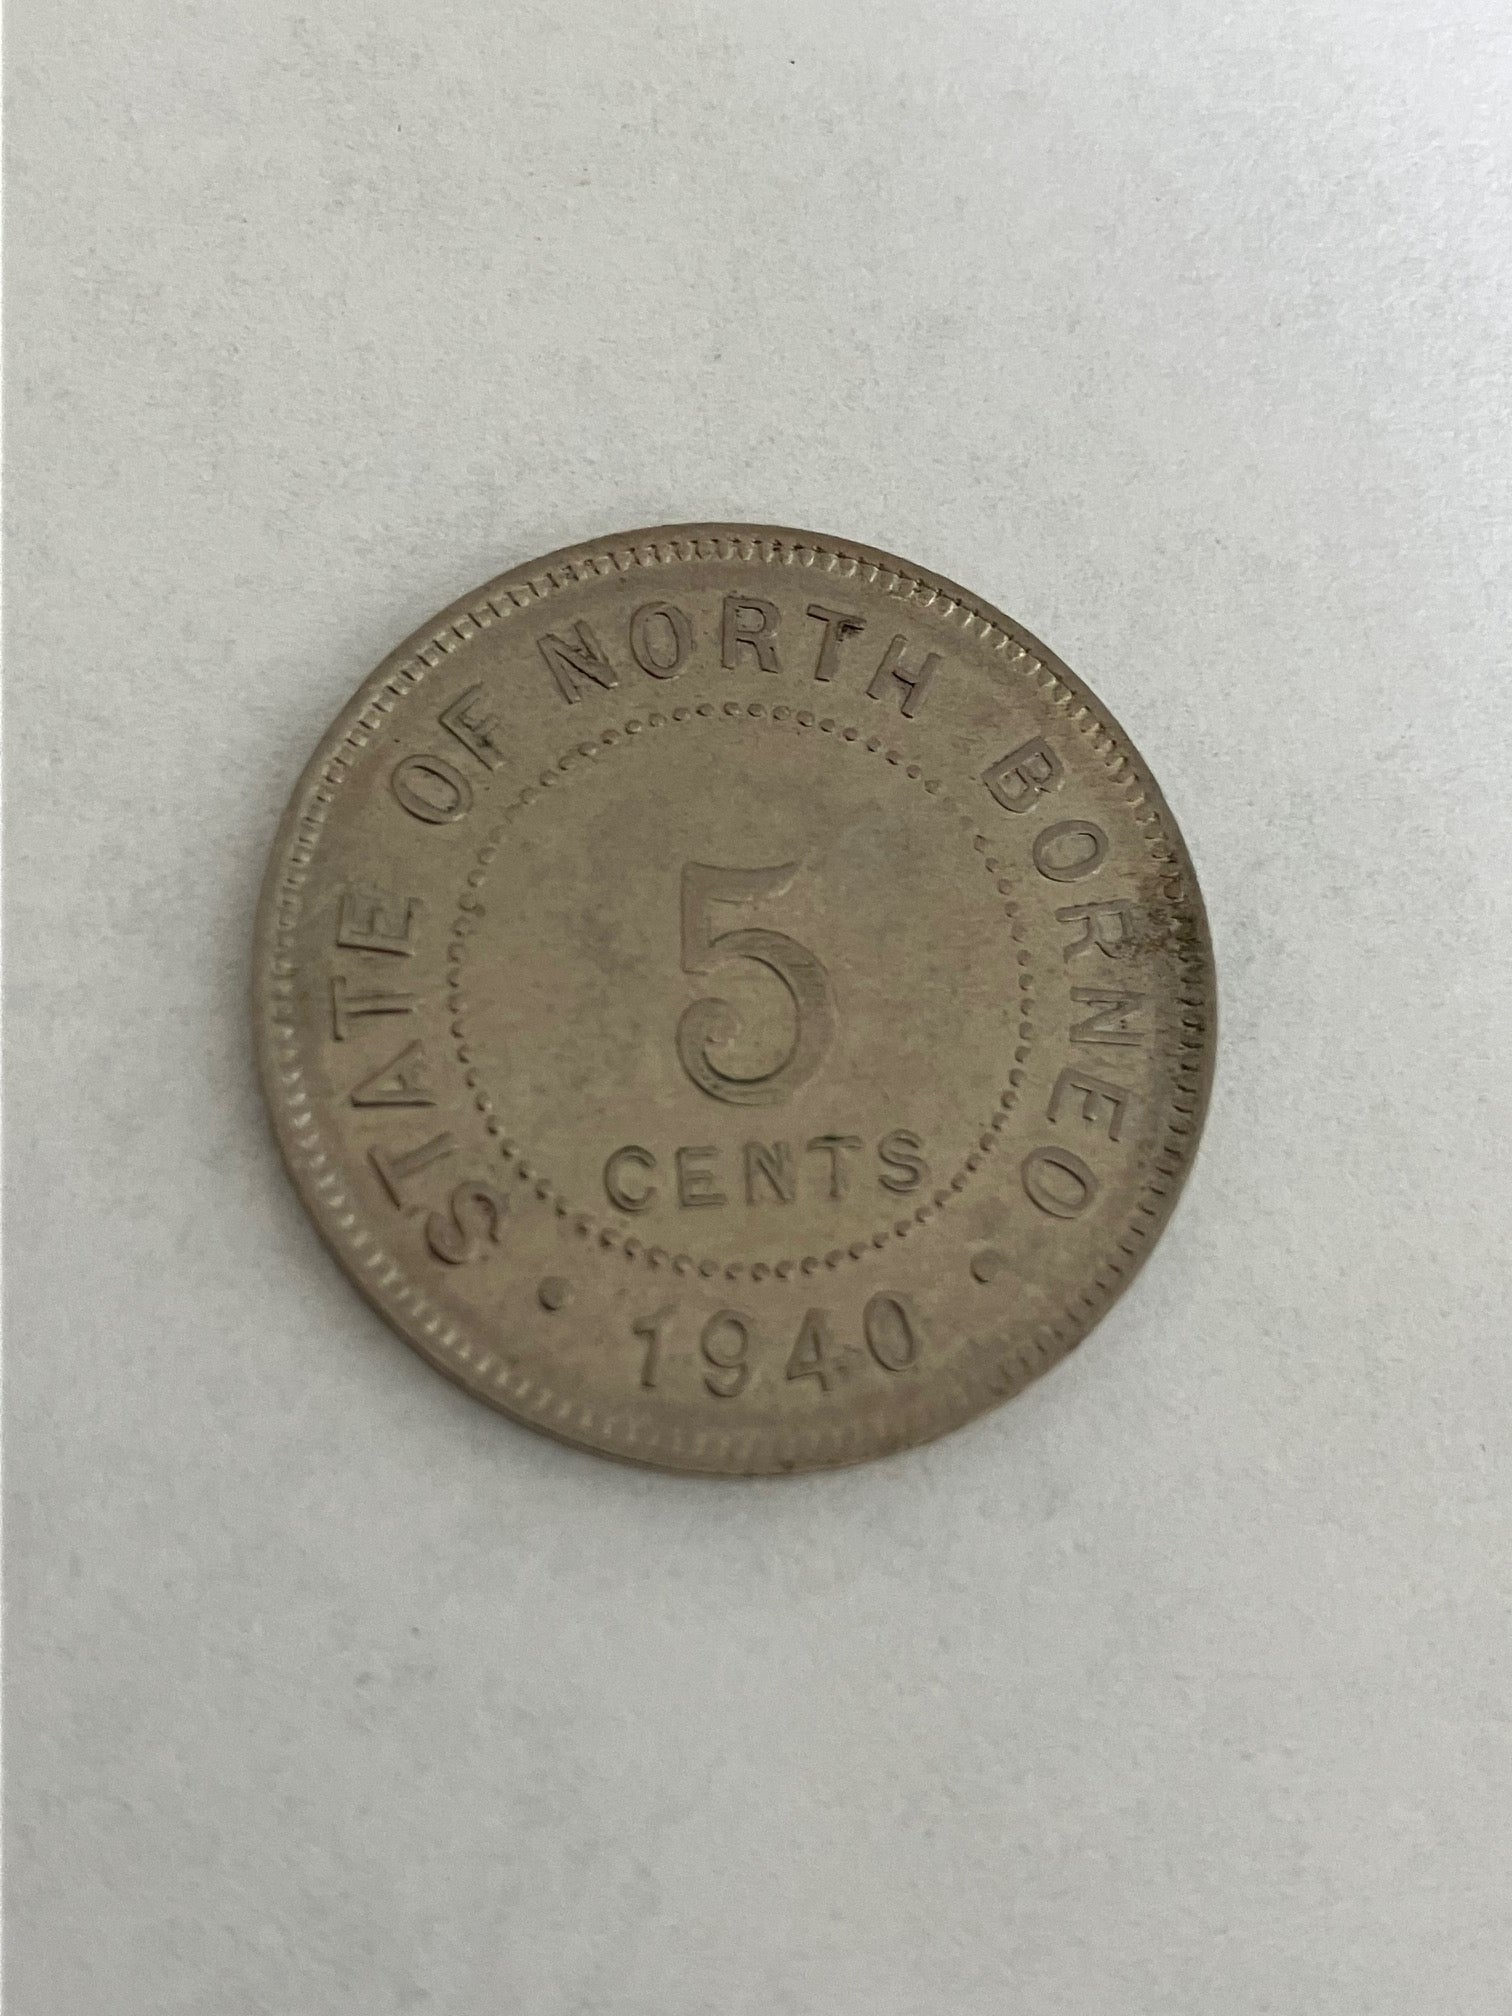 STATE OF NORTH BORNEO
5
CENTS
• 1940 •